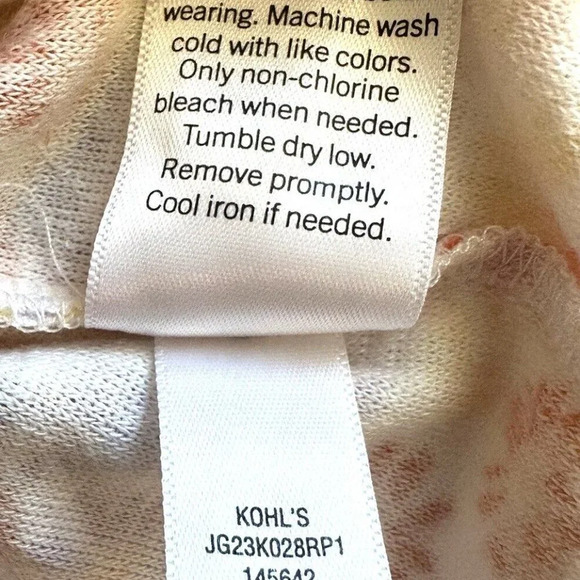 wearing. Machine wash
cold with like colors.
Only non-chlorine
bleach when needed.
Tumble dry low.
Remove promptly.
Cool iron if needed.
KOHL'S
JG23K028RP1
145642